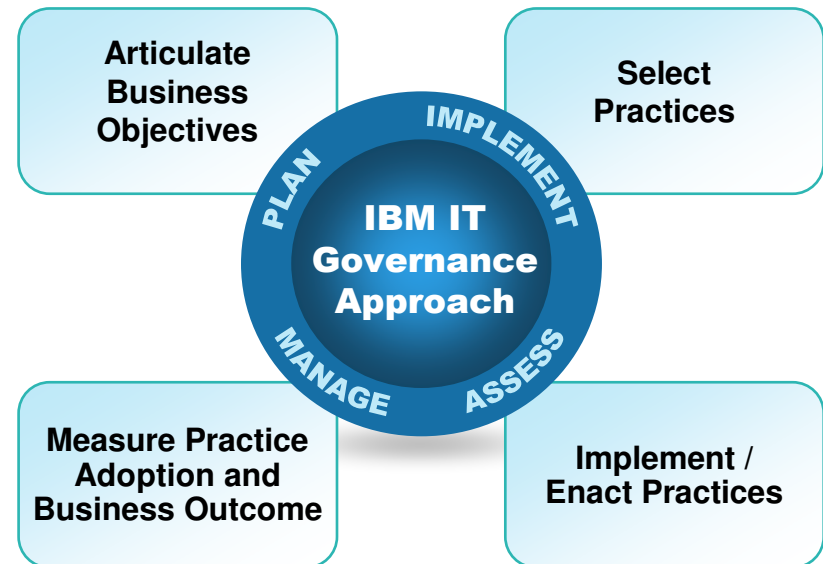 Articulate
Business
Objectives
Select
Practices
PLAN
IMPLEMENT
IBM IT
Governance
Approach
MANAGE
ASSESS
Measure Practice
Adoption and
Business Outcome
Implement /
Enact Practices